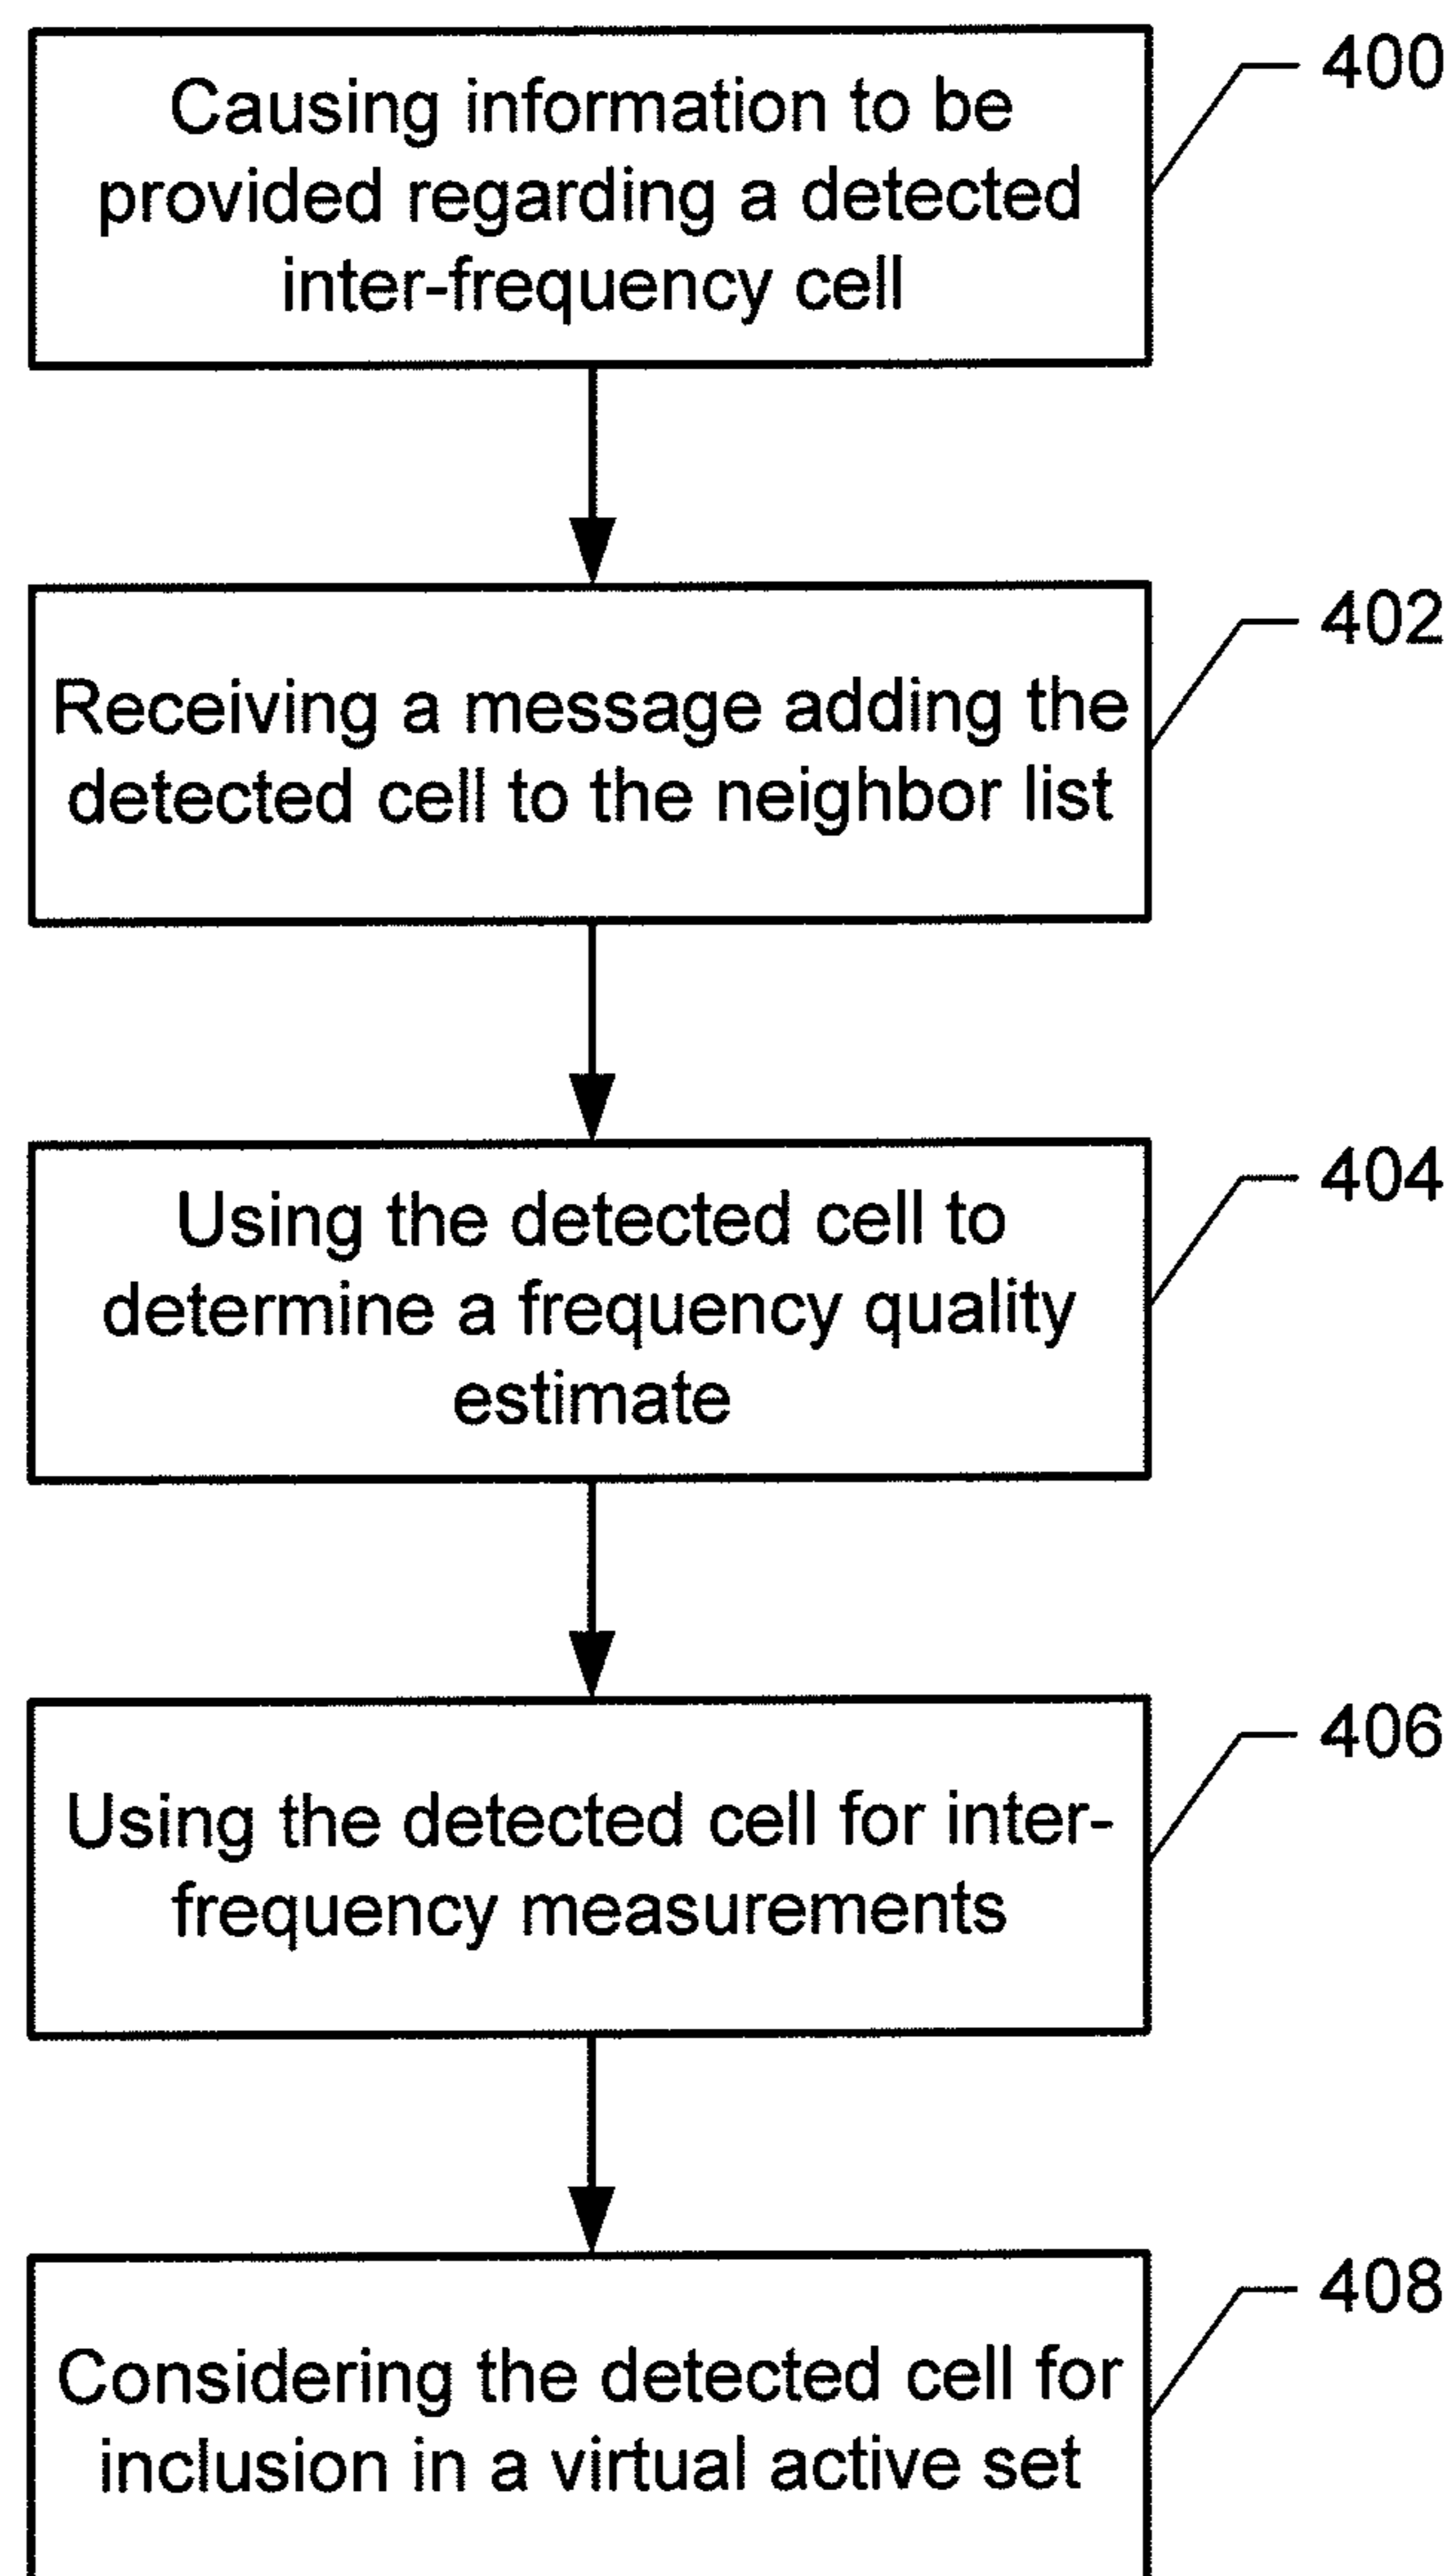 Causing information to be
provided regarding a detected
inter-frequency cell
400
Receiving a message adding the
detected cell to the neighbor list
402
Using the detected cell to
determine a frequency quality
estimate
404
Using the detected cell for inter-
frequency measurements
406
Considering the detected cell for
inclusion in a virtual active set
408